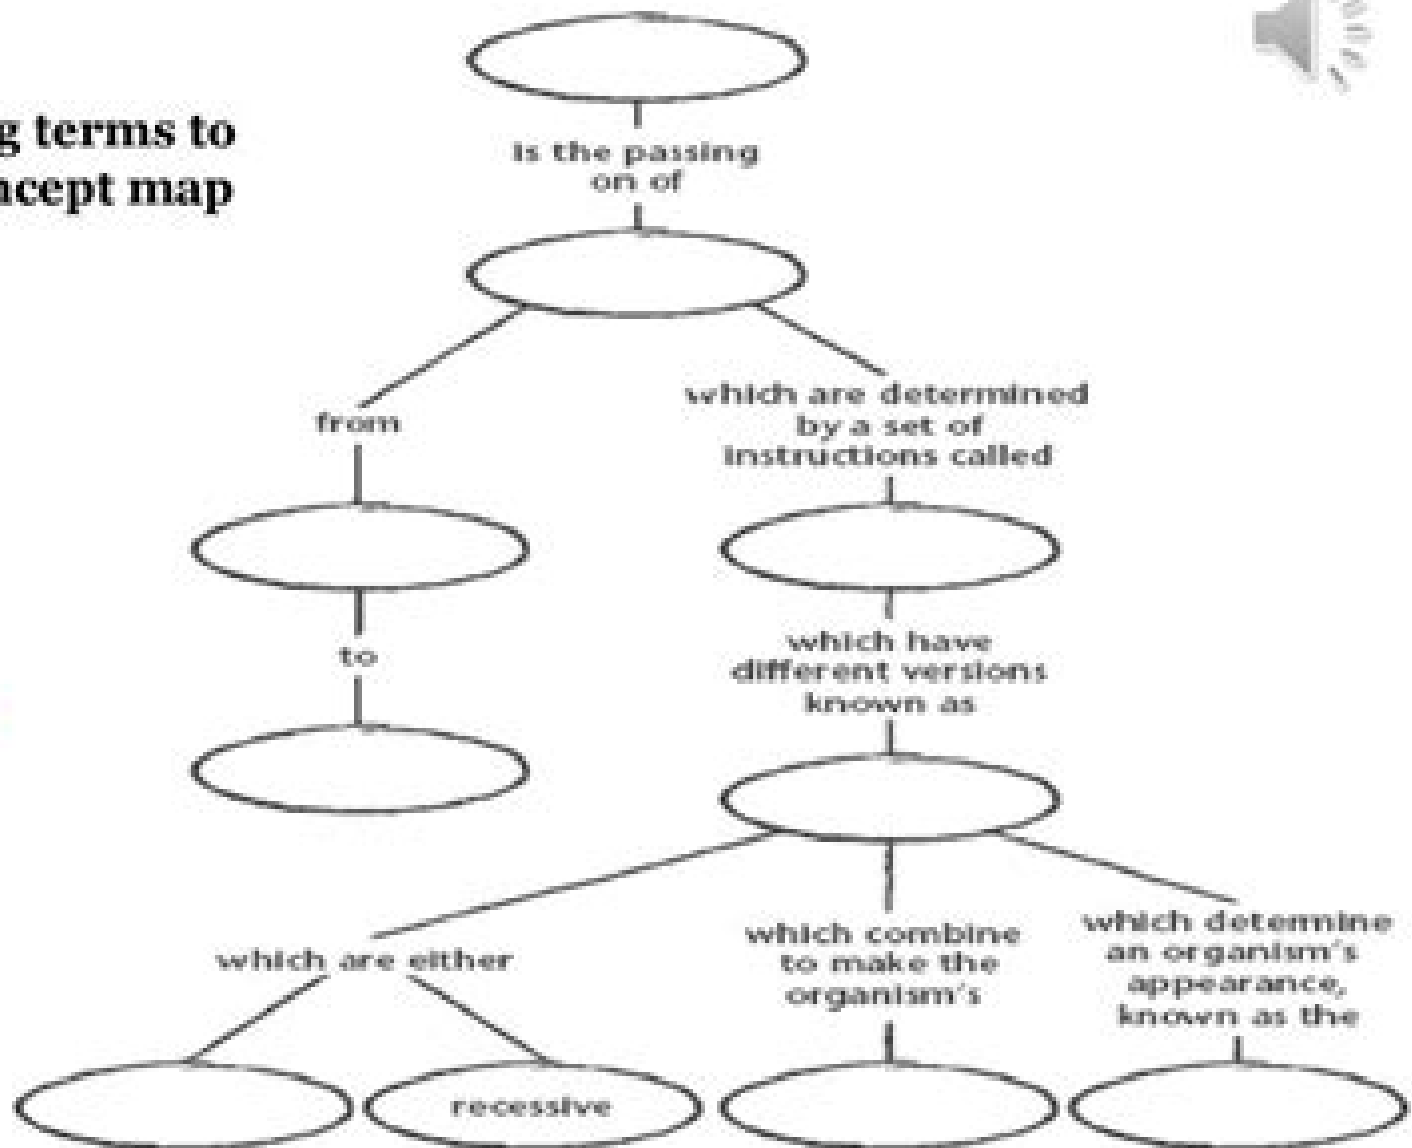 g terms to
ncept map
is the passing
on of
from
which are determined
by a set of
instructions called
to
which have
different versions
known as
which are either
which combine
to make the
organism's
which determine
an organism's
appearance,
known as the
recessive